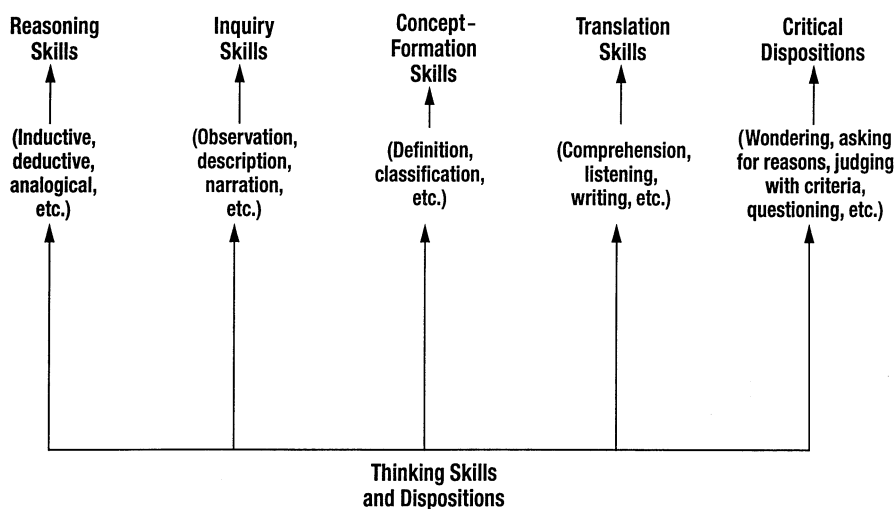 Reasoning
Skills
Inquiry
Skills
Concept-
Formation
Skills
Translation
Skills
Critical
Dispositions
(Inductive,
deductive,
analogical,
etc.)
(Observation,
description,
narration,
etc.)
(Definition,
classification,
etc.)
(Comprehension,
listening,
writing, etc.)
(Wondering, asking
for reasons, judging
with criteria,
questioning, etc.)
Thinking Skills
and Dispositions